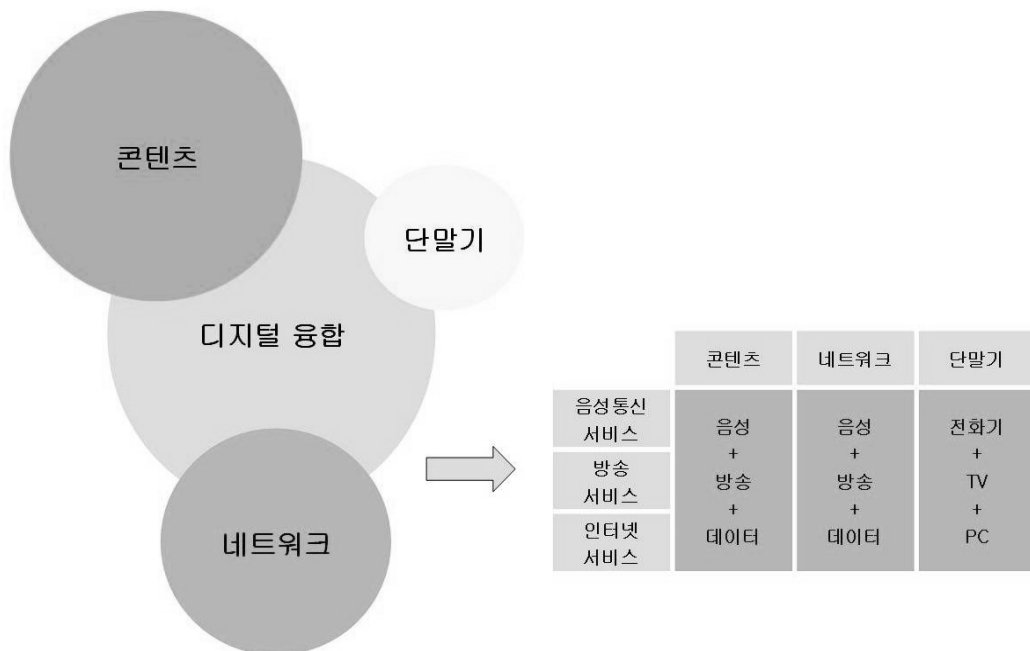 콘텐츠
단말기
디지털 융합
네트워크
콘텐츠 네트워크 단말기
음성통신
서비스
방송
서비스
인터넷
서비스
음성
+
방송
+
데이터
음성
+
방송
+
데이터
전화기
+
TV
+
PC